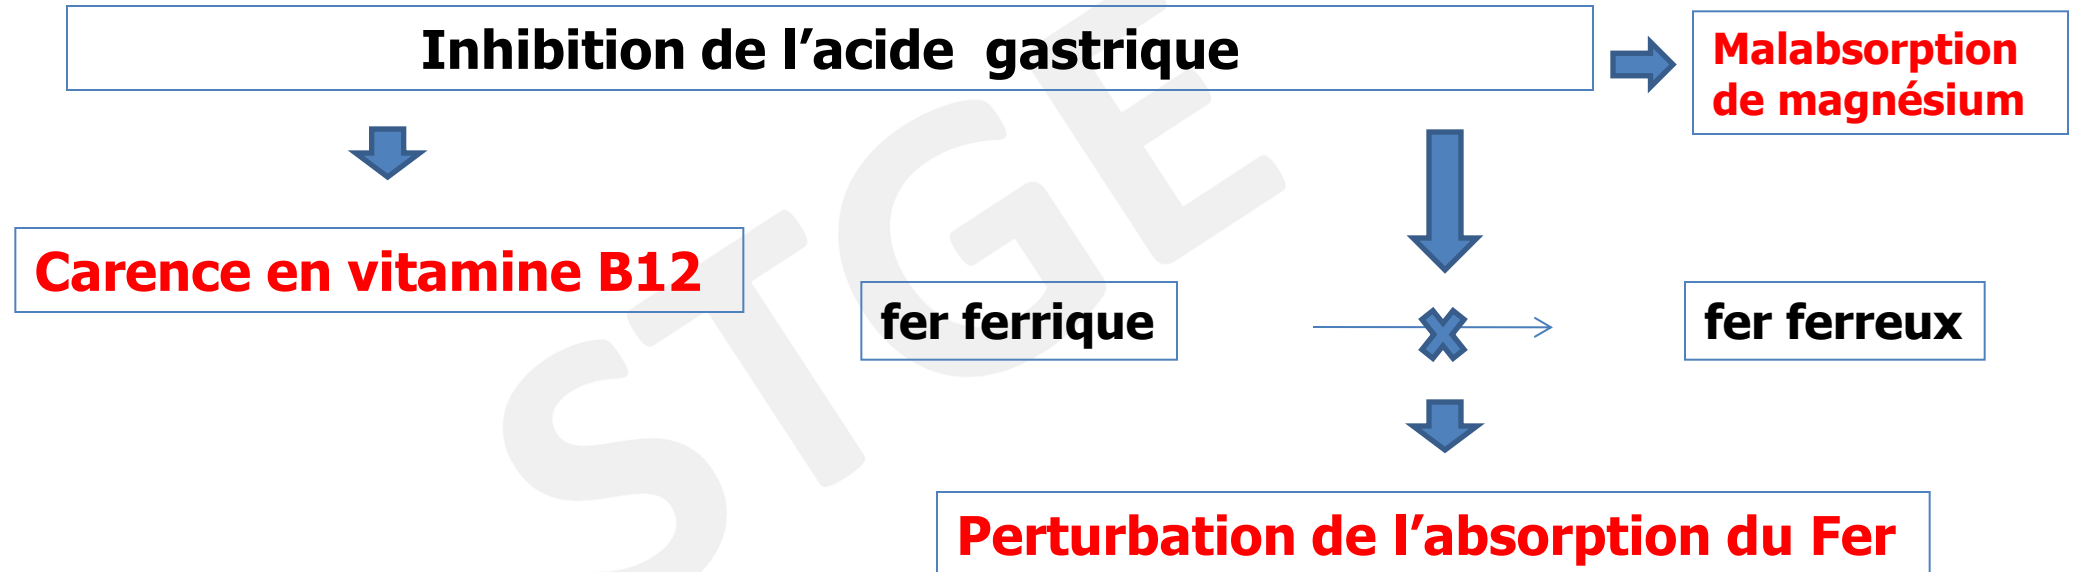 Inhibition de l’acide  gastrique
Malabsorption
de magnésium
Carence en vitamine B12
fer ferrique
fer ferreux
Perturbation de l’absorption du Fer
STGE